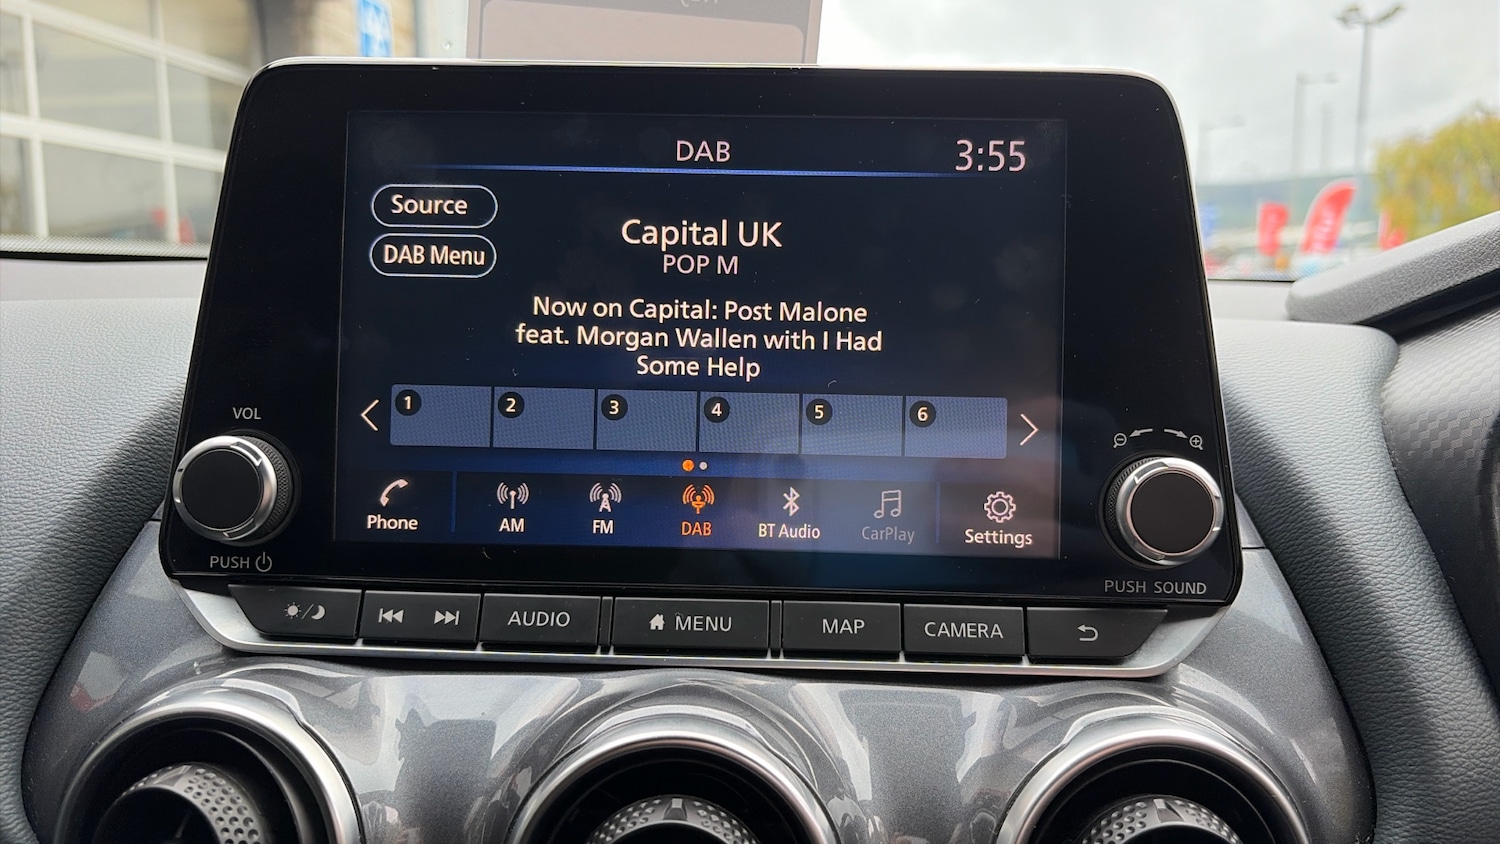 DAB
3:55
Source
DAB Menu
Capital UK
POP M
Now on Capital: Post Malone
feat. Morgan Wallen with I Had
Some Help
1 2 3 4 5 6
Phone AM FM DAB BT Audio CarPlay Settings
VOL
PUSH
PUSH SOUND
AUDIO MENU MAP CAMERA